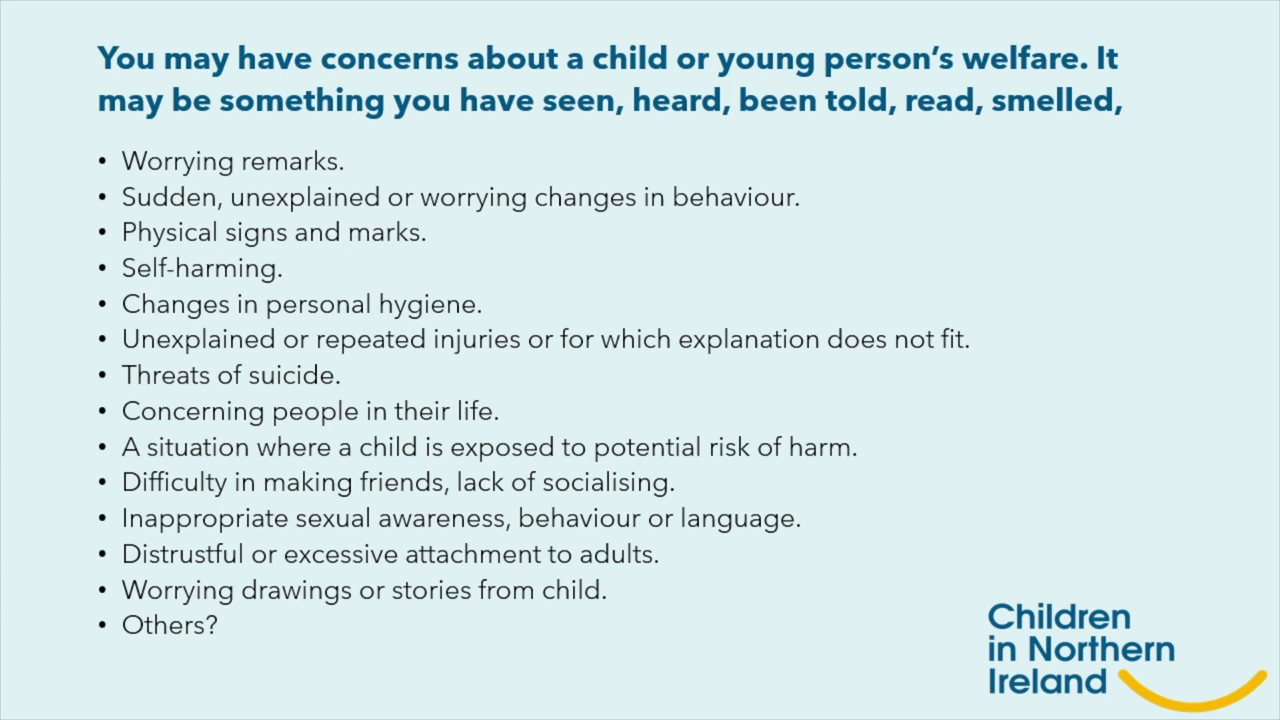 You may have concerns about a child or young person’s welfare. It
may be something you have seen, heard, been told, read, smelled,
• Worrying remarks.
• Sudden, unexplained or worrying changes in behaviour.
• Physical signs and marks.
• Self-harming.
• Changes in personal hygiene.
• Unexplained or repeated injuries or for which explanation does not fit.
• Threats of suicide.
• Concerning people in their life.
• A situation where a child is exposed to potential risk of harm.
• Difficulty in making friends, lack of socialising.
• Inappropriate sexual awareness, behaviour or language.
• Distrustful or excessive attachment to adults.
• Worrying drawings or stories from child.
• Others?
Children
in Northern
Ireland